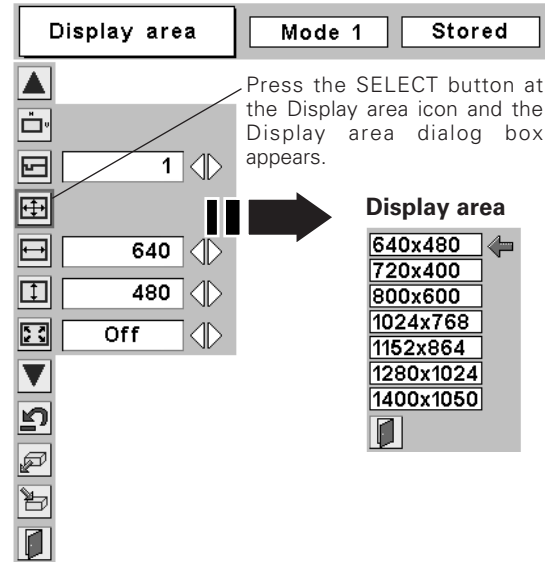 Display area
Mode 1
Stored
Press the SELECT button at
the Display area icon and the
Display area dialog box
appears.
H
V
1
640
480
Off
Display area
640x480
720x400
800x600
1024x768
1152x864
1280x1024
1400x1050